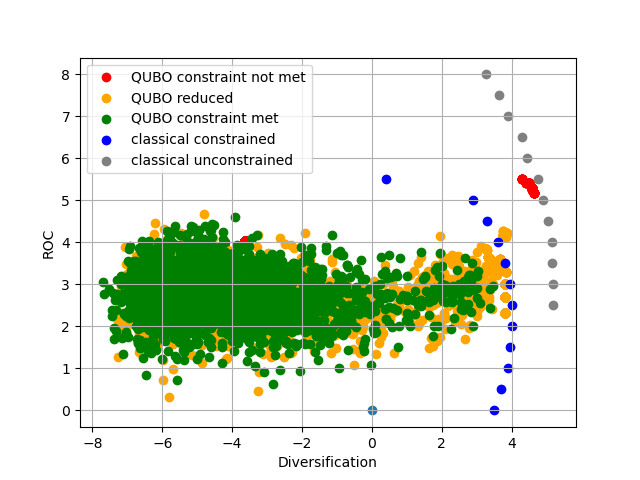 QUBO constraint not met
QUBO reduced
QUBO constraint met
classical constrained
classical unconstrained
8
7
6
5
4
3
2
1
0
ROC
−8 −6 −4 −2 0 2 4
Diversification